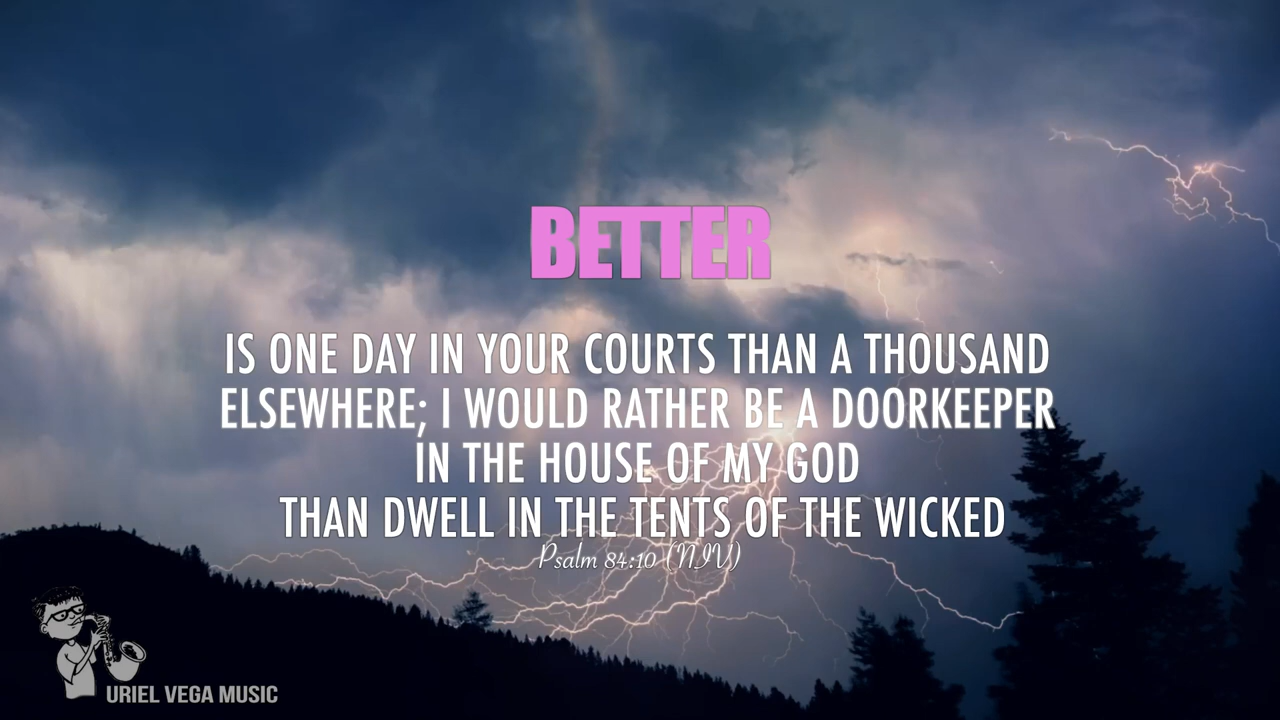 BETTER
IS ONE DAY IN YOUR COURTS THAN A THOUSAND
ELSEWHERE; I WOULD RATHER BE A DOORKEEPER
IN THE HOUSE OF MY GOD
THAN DWELL IN THE TENTS OF THE WICKED
Psalm 84:10 (NIV)
URIEL VEGA MUSIC